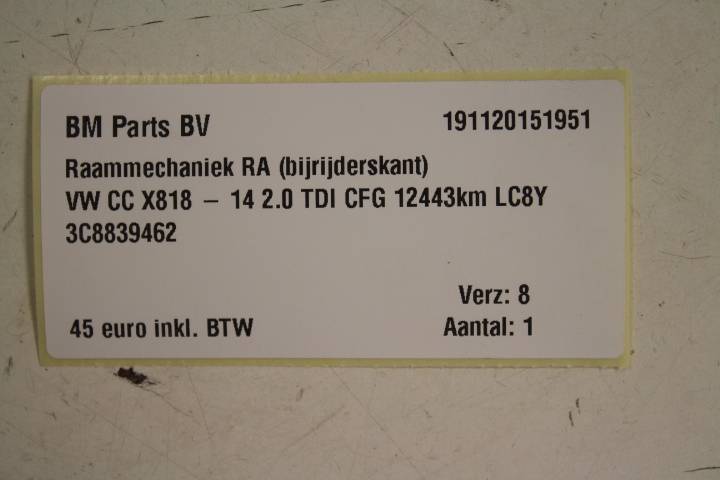 BM Parts BV 191120151951
Raammechaniek RA (bijrijderskant)
VW CC X818 – 14 2.0 TDI CFG 12443km LC8Y
3C8839462
Verz: 8
45 euro inkl. BTW Aantal: 1